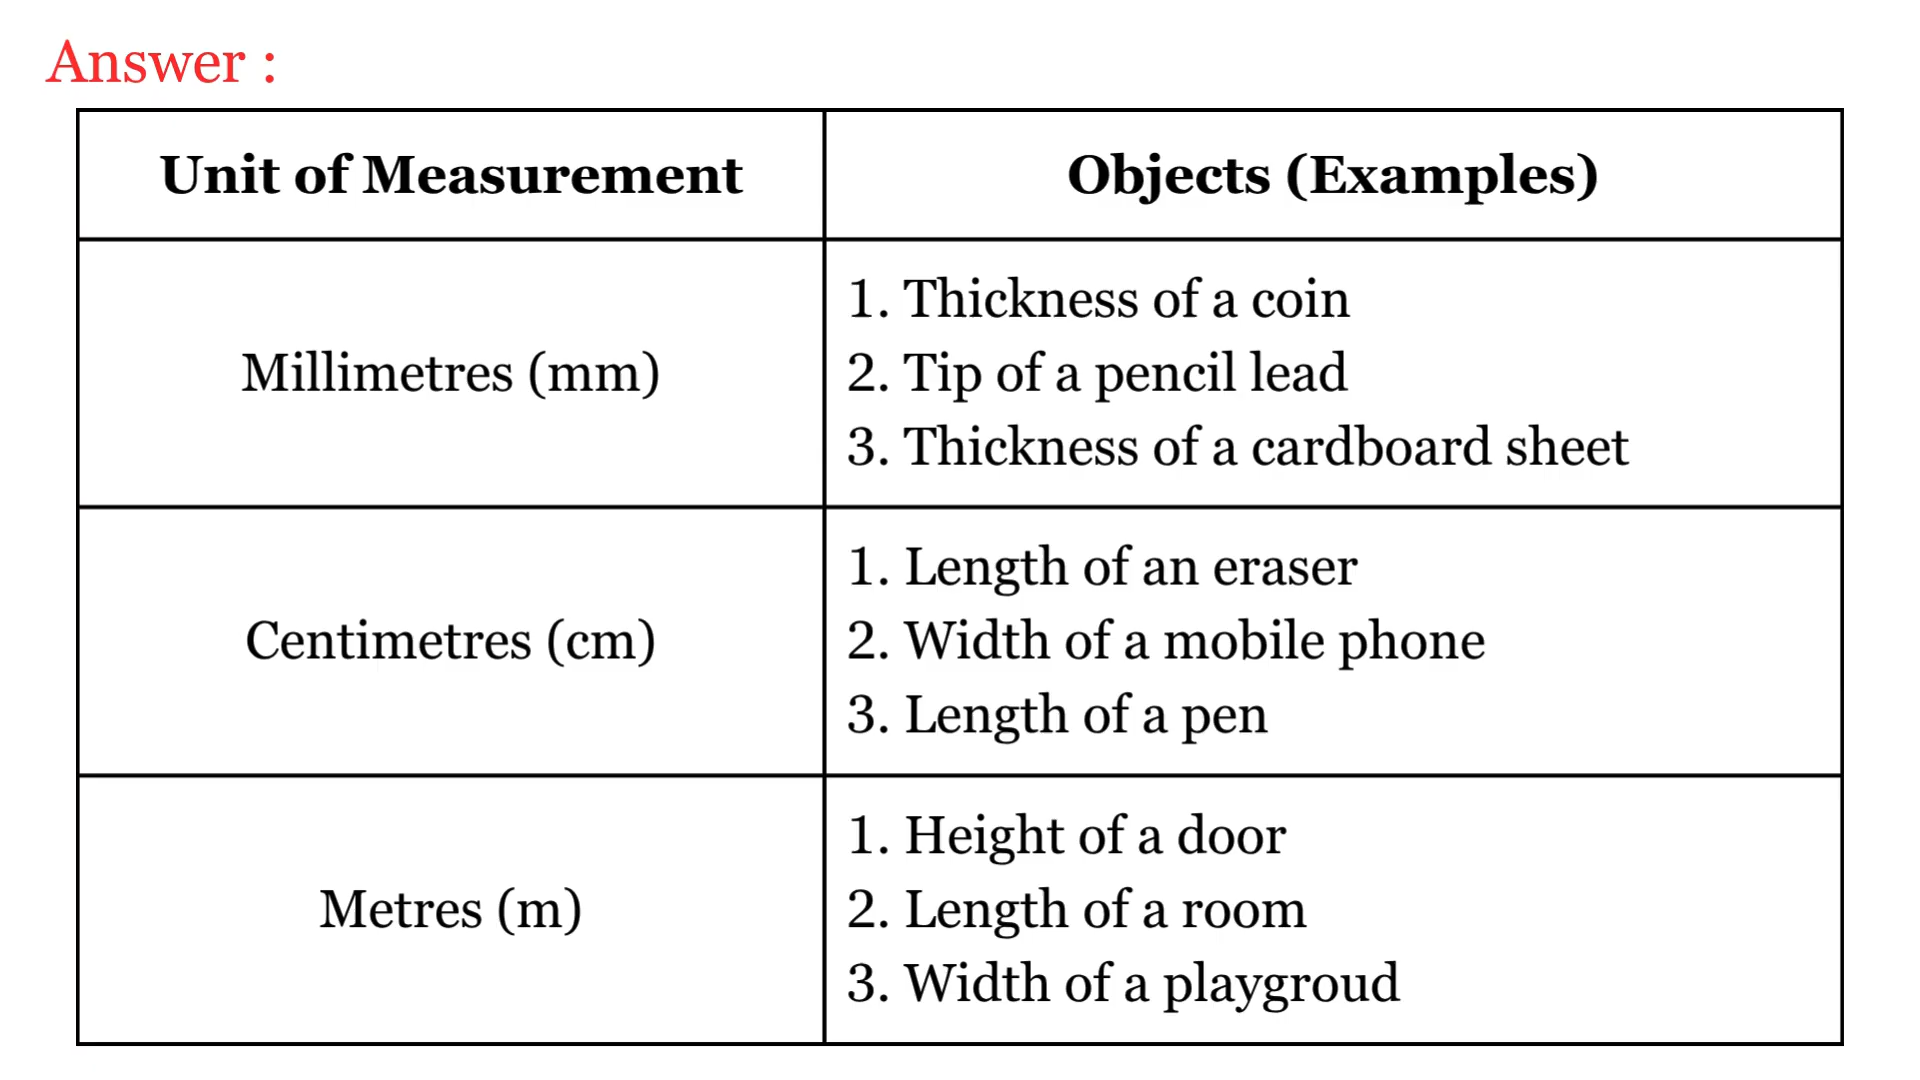 Answer :
Unit of Measurement
Objects (Examples)
Millimetres (mm)
1. Thickness of a coin
2. Tip of a pencil lead
3. Thickness of a cardboard sheet
Centimetres (cm)
1. Length of an eraser
2. Width of a mobile phone
3. Length of a pen
Metres (m)
1. Height of a door
2. Length of a room
3. Width of a playgroud